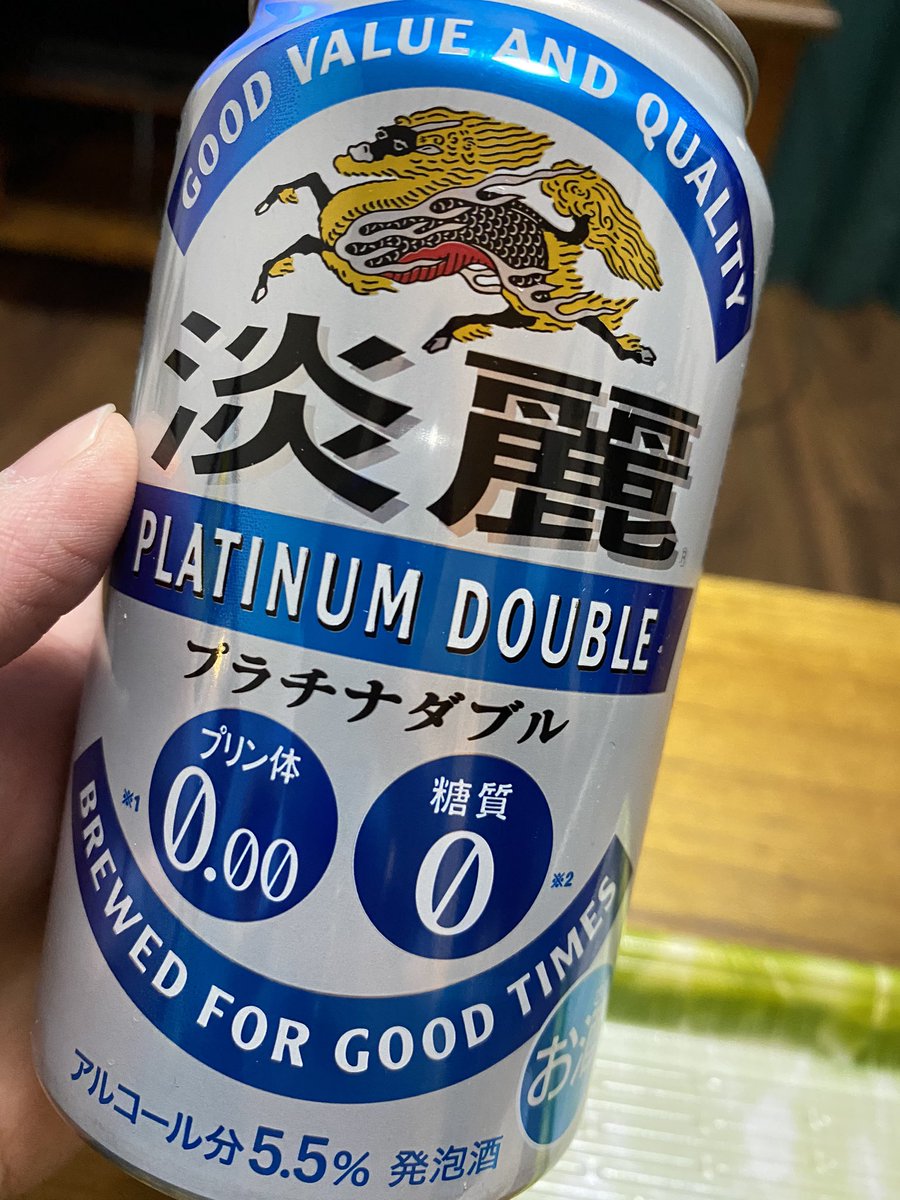 GOOD VALUE AND QUALITY
淡麗
PLATINUM DOUBLE
プラチナダブル
プリン体
0.00
※1
糖質
0
※2
BREWED FOR GOOD TIMES
アルコール分5.5% 発泡酒